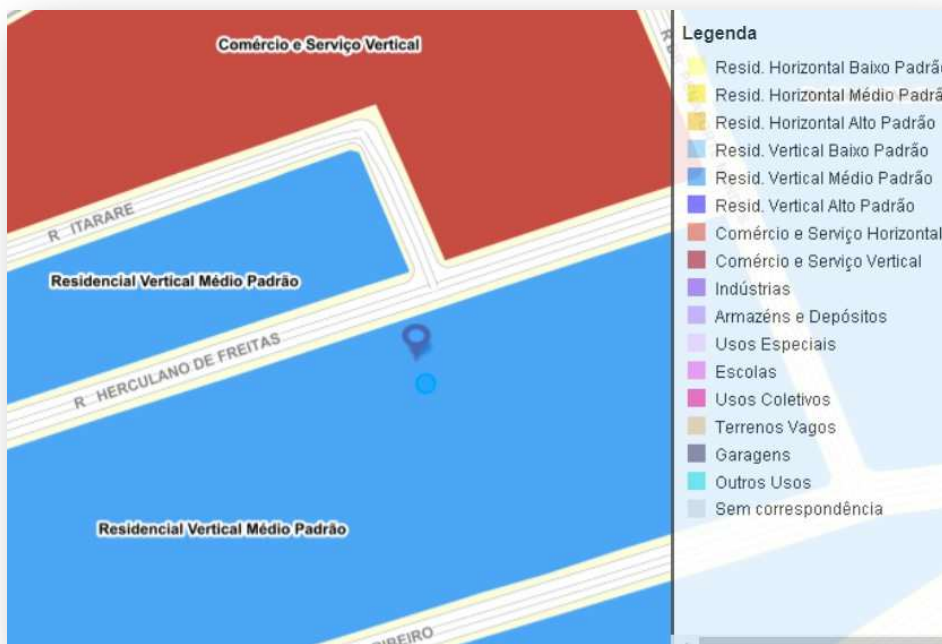 Comércio e Serviço Vertical
R ITARARE
Residencial Vertical Médio Padrão
R HERCULANO DE FREITAS
Residencial Vertical Médio Padrão
RIBEIRO
Legenda
Resid. Horizontal Baixo Padrão
Resid. Horizontal Médio Padrã
Resid. Horizontal Alto Padrão
Resid. Vertical Baixo Padrão
Resid. Vertical Médio Padrão
Resid. Vertical Alto Padrão
Comércio e Serviço Horizontal
Comércio e Serviço Vertical
Indústrias
Armazéns e Depósitos
Usos Especiais
Escolas
Usos Coletivos
Terrenos Vagos
Garagens
Outros Usos
Sem correspondência